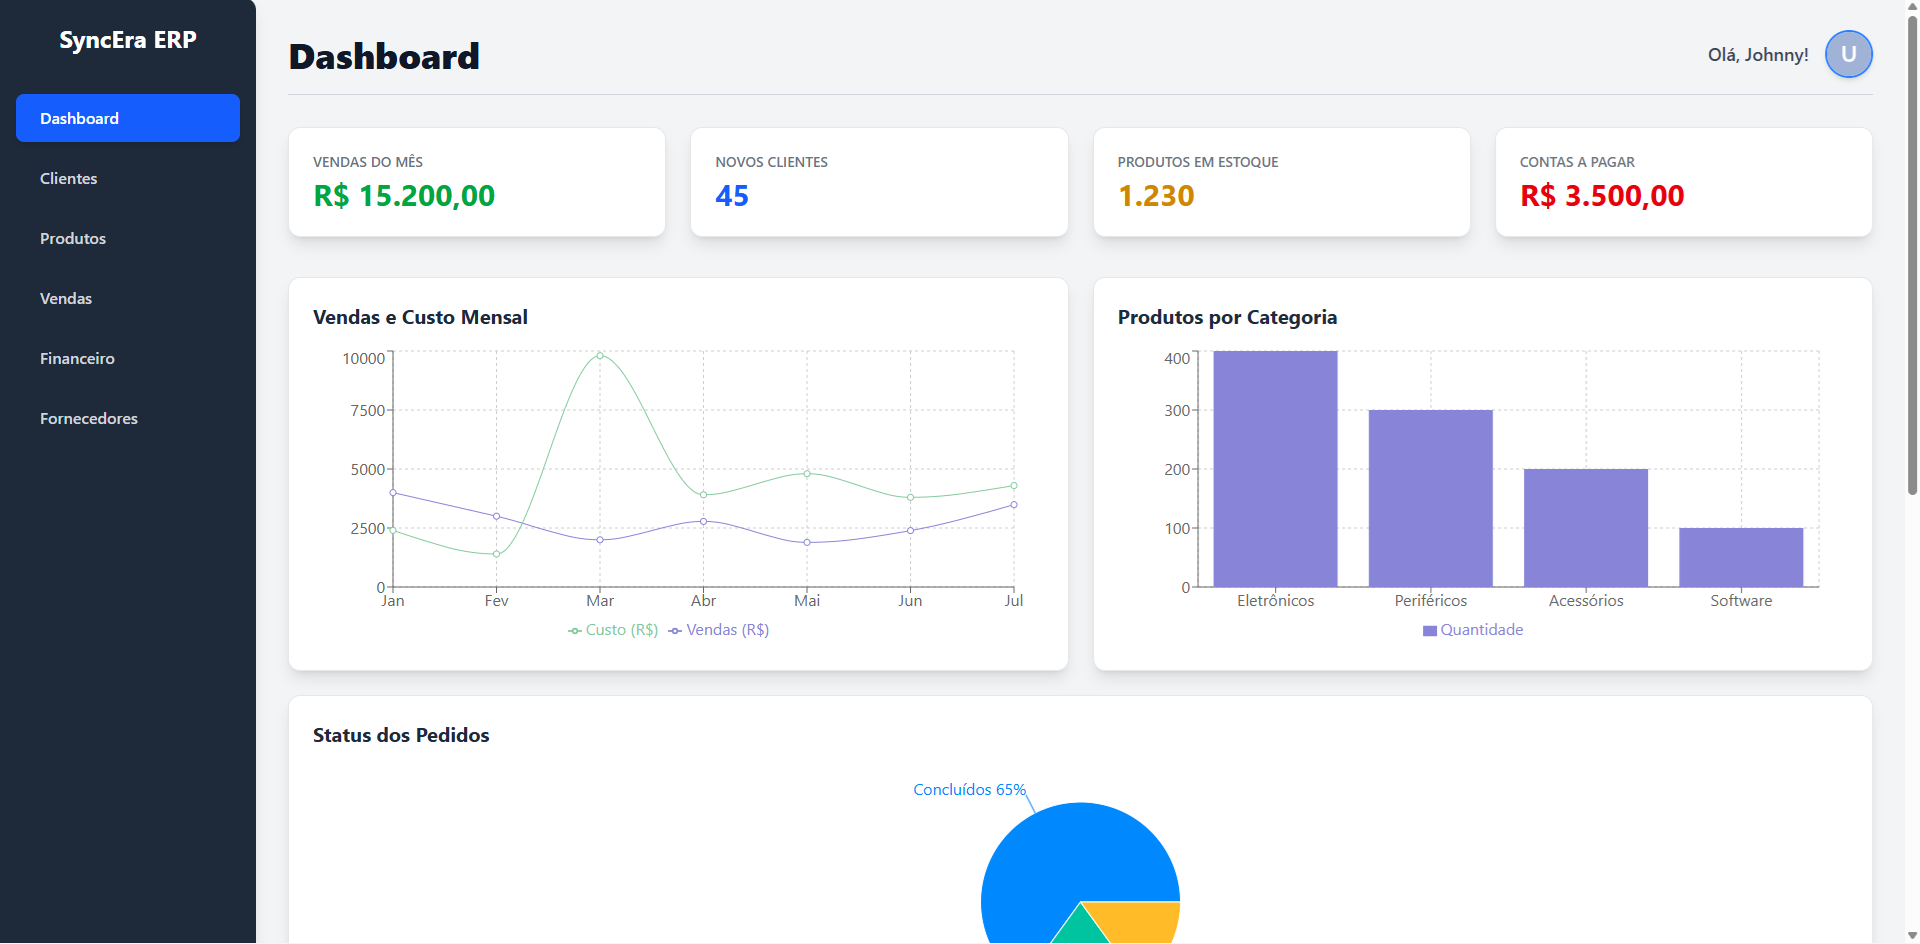 SyncEra ERP
Dashboard
Clientes
Produtos
Vendas
Financeiro
Fornecedores
Dashboard
Olá, Johnny!
U
VENDAS DO MÊS
R$ 15.200,00
NOVOS CLIENTES
45
PRODUTOS EM ESTOQUE
1.230
CONTAS A PAGAR
R$ 3.500,00
Vendas e Custo Mensal
10000
7500
5000
2500
0
Jan Fev Mar Abr Mai Jun Jul
Custo (R$) Vendas (R$)
Produtos por Categoria
400
300
200
100
0
Eletrônicos Periféricos Acessórios Software
Quantidade
Status dos Pedidos
Concluídos 65%